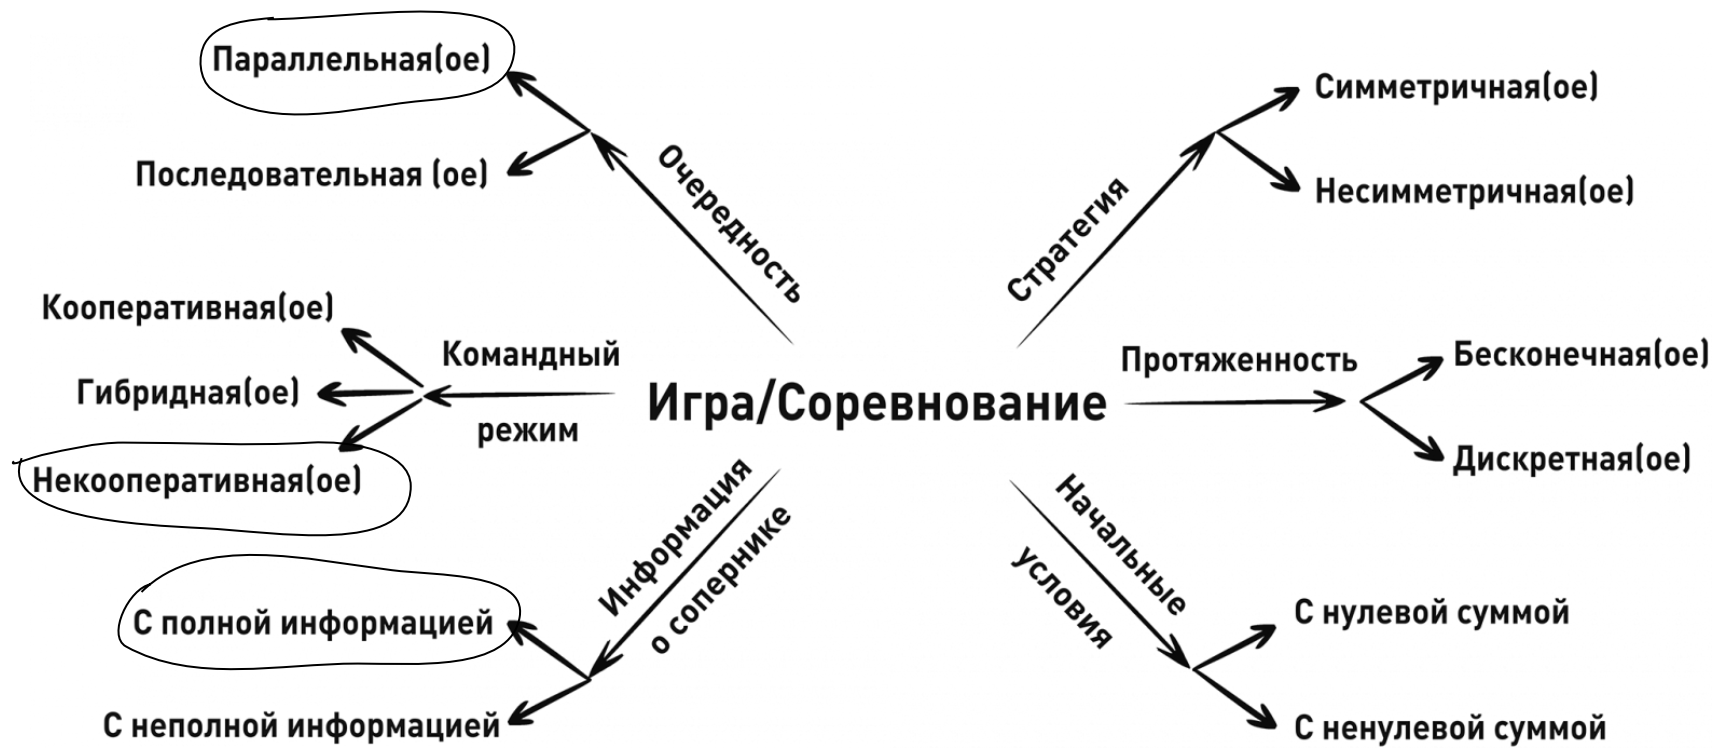 Параллельная(ое)
Последовательная (ое)
Очередность
Кооперативная(ое)
Гибридная(ое)
Некооперативная(ое)
Командный
режим
С полной информацией
С неполной информацией
Информация
о сопернике
Игра/Соревнование
Стратегия
Симметричная(ое)
Несимметричная(ое)
Протяженность
Бесконечная(ое)
Дискретная(ое)
Начальные
условия
С нулевой суммой
С ненулевой суммой